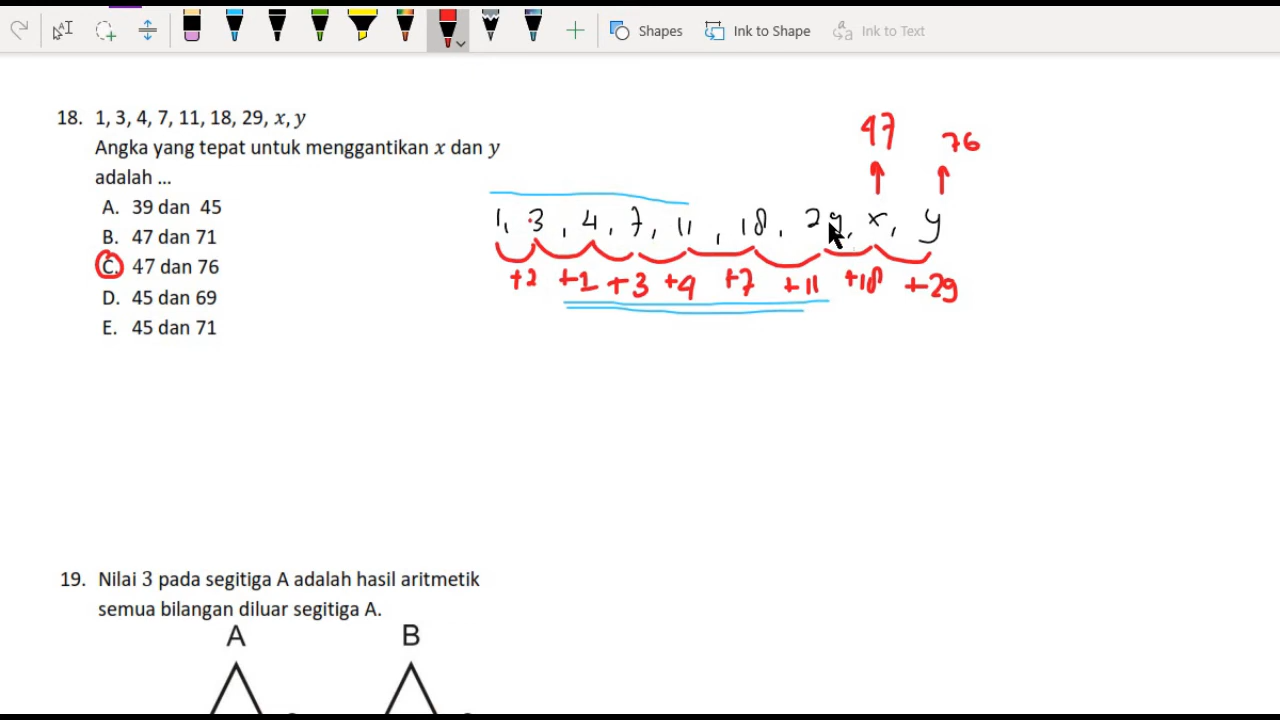 Shapes
Ink to Shape
Ink to Text
18. 1, 3, 4, 7, 11, 18, 29, x, y
Angka yang tepat untuk menggantikan x dan y
adalah ...
A. 39 dan 45
B. 47 dan 71
C. 47 dan 76
D. 45 dan 69
E. 45 dan 71
47 76
1, 3, 4, 7, 11, 18, 29, x, y
+2 +1 +3 +4 +7 +11 +18 +29
19. Nilai 3 pada segitiga A adalah hasil aritmetik
semua bilangan diluar segitiga A.
A B